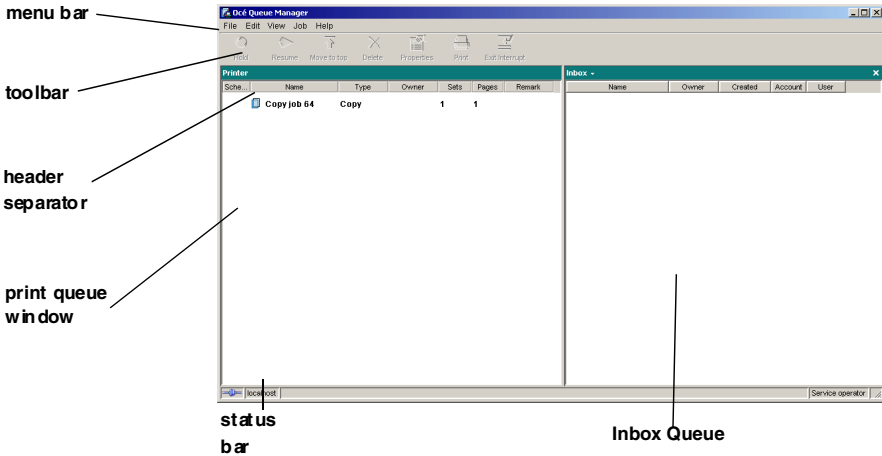 menu bar
Océ Queue Manager
File Edit View Job Help
toolbar
Hold Resume Move to top Delete Properties Print Exit Interrupt
Printer
Inbox
Sche... Name Type Owner Sets Pages Remark
Name Owner Created Account User
Copy job 64 Copy 1 1
header
separator
print queue
window
localhost
Service operator
status
bar
Inbox Queue